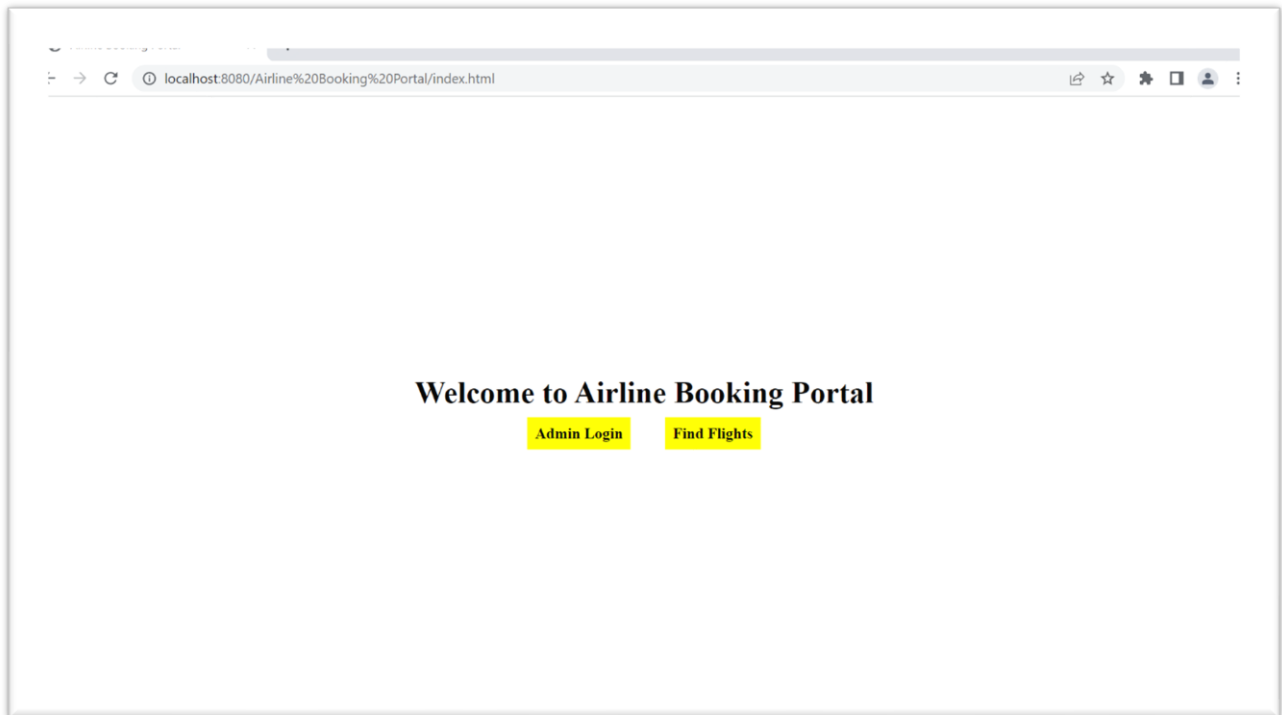 localhost:8080/Airline%20Booking%20Portal/index.html
Welcome to Airline Booking Portal
Admin Login Find Flights